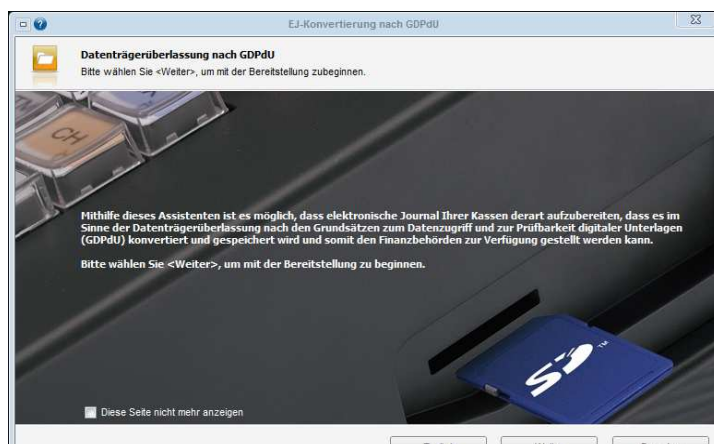 EJ-Konvertierung nach GDPdU
Datenträgerüberlassung nach GDPdU
Bitte wählen Sie <Weiter>, um mit der Bereitstellung zubeginnen.
CH
Mithilfe dieses Assistenten ist es möglich, dass elektronische Journal Ihrer Kassen derart aufzubereiten, dass es im
Sinne der Datenträgerüberlassung nach den Grundsätzen zum Datenzugriff und zur Prüfbarkeit digitaler Unterlagen
(GDPdU) konvertiert und gespeichert wird und somit den Finanzbehörden zur Verfügung gestellt werden kann.
Bitte wählen Sie <Weiter>, um mit der Bereitstellung zu beginnen.
SD
TM
Diese Seite nicht mehr anzeigen